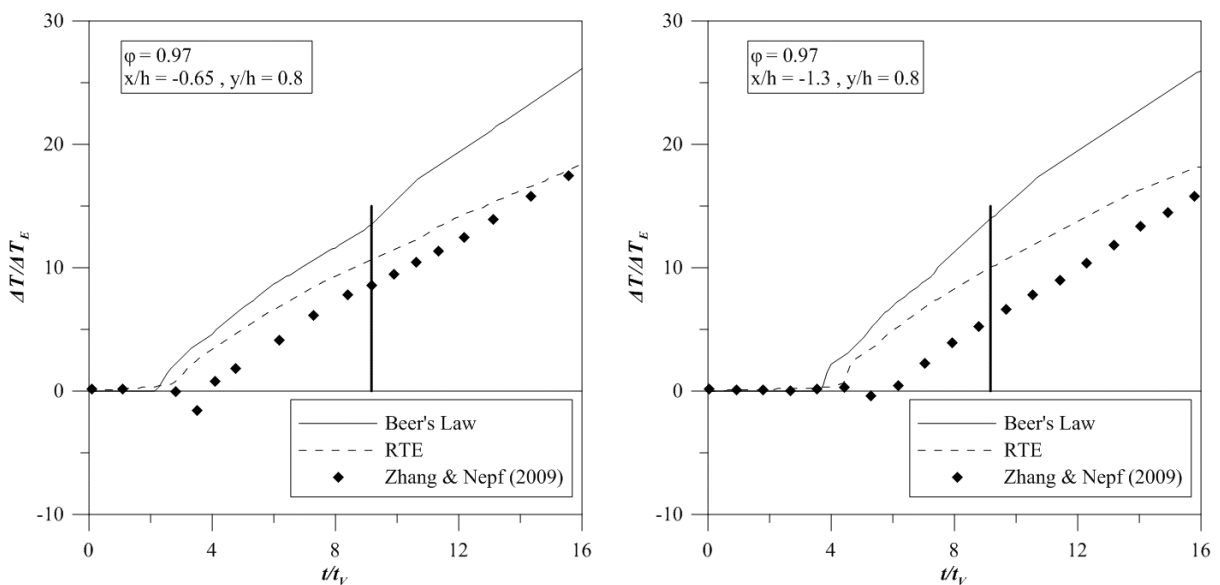 30
20
10
0
-10
ΔT/ΔT_E
φ = 0.97
x/h = -0.65 , y/h = 0.8
Beer's Law
RTE
Zhang & Nepf (2009)
0 4 8 12 16
t/t_V
30
20
10
0
-10
ΔT/ΔT_E
φ = 0.97
x/h = -1.3 , y/h = 0.8
Beer's Law
RTE
Zhang & Nepf (2009)
0 4 8 12 16
t/t_V